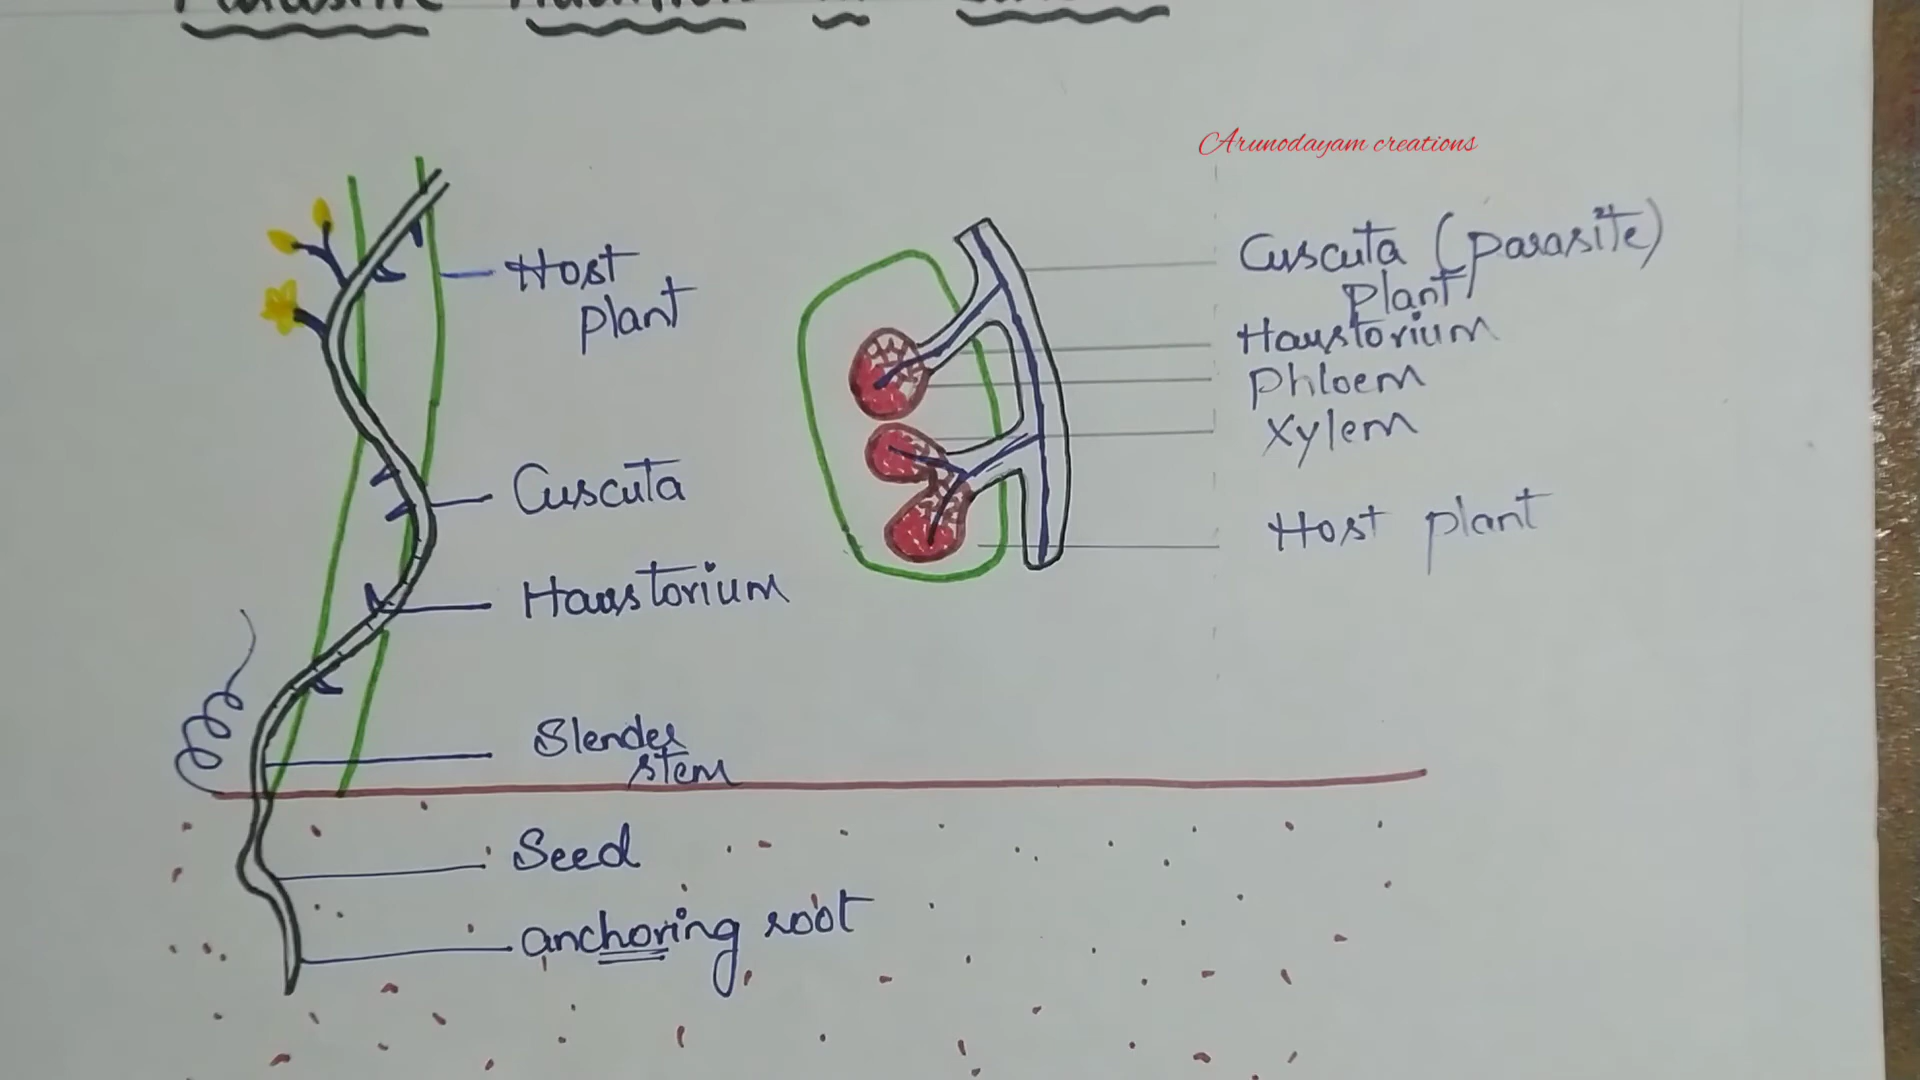 Arunodayam creations
Host
plant
Cuscuta
Haustorium
Slender
stem
Seed
anchoring root
Cuscuta (parasite)
plant
Haustorium
Phloem
Xylem
Host plant